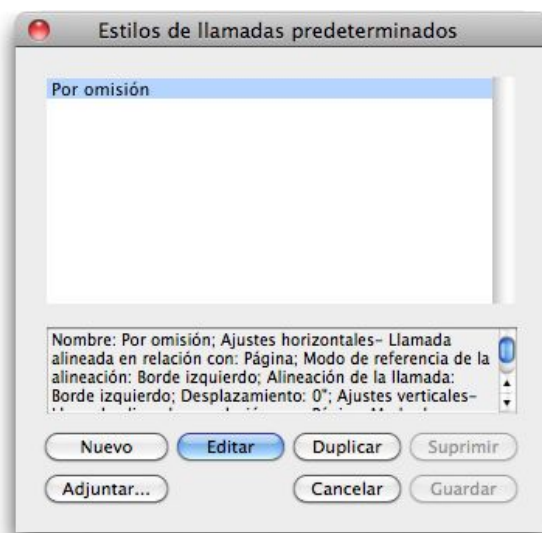 Estilos de llamadas predeterminados
Por omisión
Nombre: Por omisión; Ajustes horizontales– Llamada
alineada en relación con: Página; Modo de referencia de la
alineación: Borde izquierdo; Alineación de la llamada:
Borde izquierdo; Desplazamiento: 0"; Ajustes verticales–
Nuevo Editar Duplicar Suprimir
Adjuntar... Cancelar Guardar